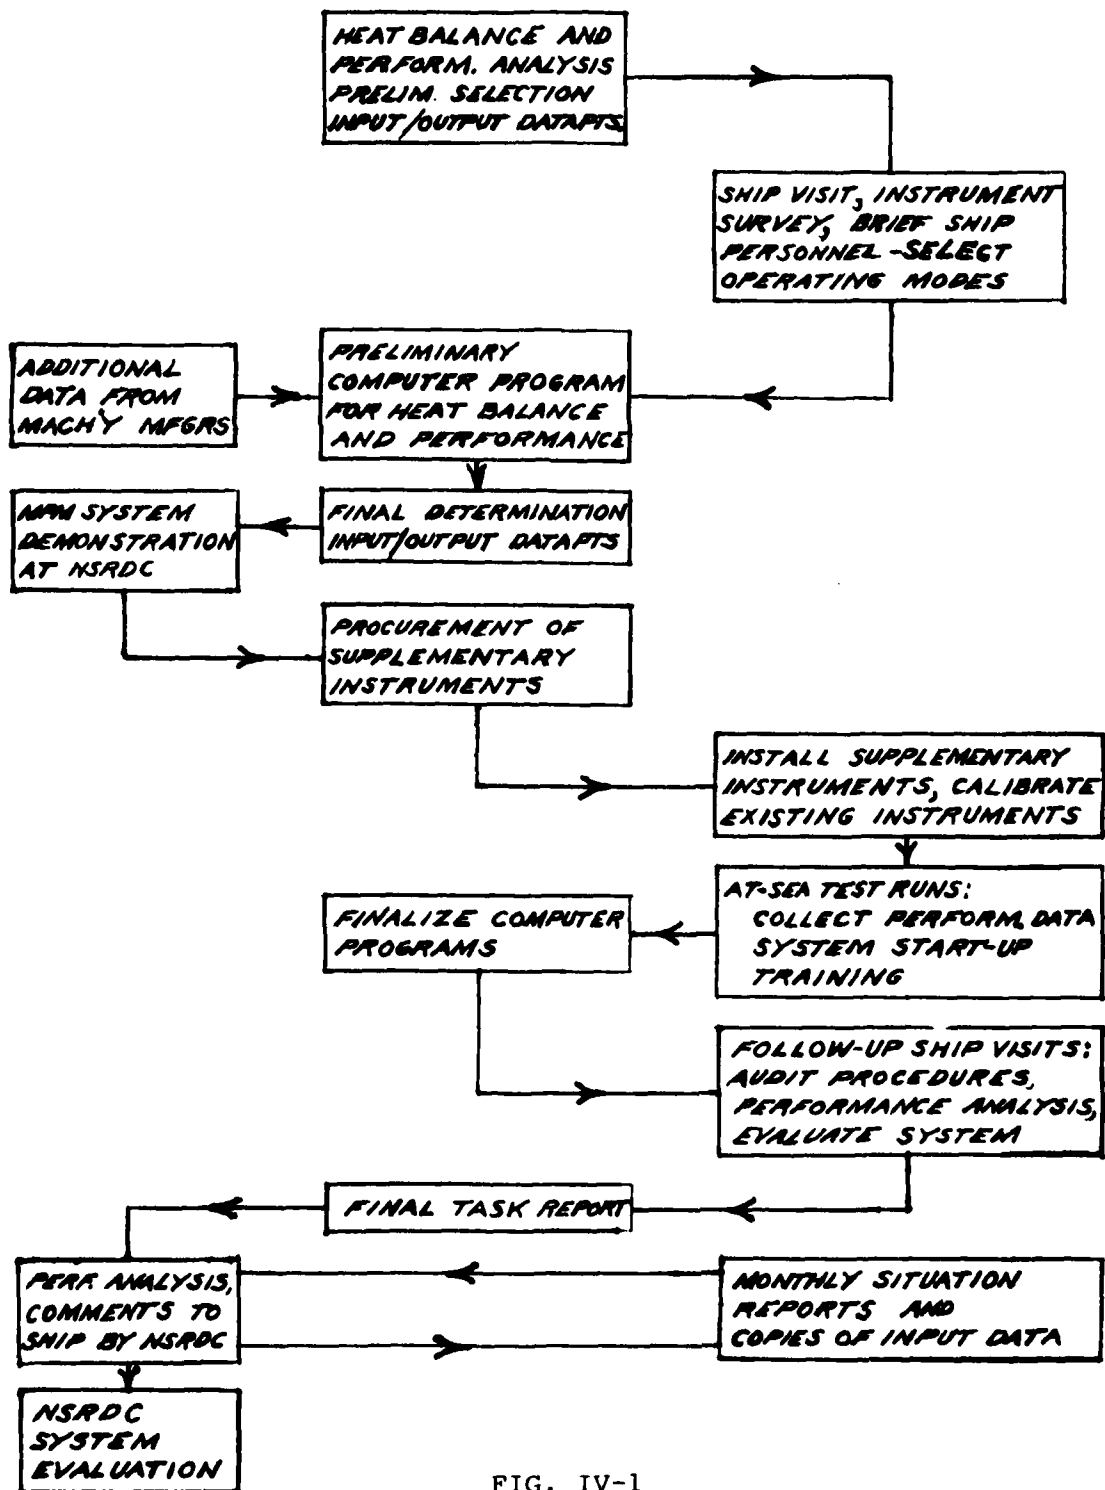 HEAT BALANCE AND
PERFORM. ANALYSIS
PRELIM. SELECTION
INPUT/OUTPUT DATAPTS.
SHIP VISIT, INSTRUMENT
SURVEY, BRIEF SHIP
PERSONNEL-SELECT
OPERATING MODES
ADDITIONAL
DATA FROM
MACH'Y MFGRS
PRELIMINARY
COMPUTER PROGRAM
FOR HEAT BALANCE
AND PERFORMANCE
MPM SYSTEM
DEMONSTRATION
AT NSRDC
FINAL DETERMINATION
INPUT/OUTPUT DATAPTS
PROCUREMENT OF
SUPPLEMENTARY
INSTRUMENTS
INSTALL SUPPLEMENTARY
INSTRUMENTS, CALIBRATE
EXISTING INSTRUMENTS
AT-SEA TEST RUNS:
COLLECT PERFORM. DATA
SYSTEM START-UP
TRAINING
FINALIZE COMPUTER
PROGRAMS
FOLLOW-UP SHIP VISITS:
AUDIT PROCEDURES,
PERFORMANCE ANALYSIS,
EVALUATE SYSTEM
FINAL TASK REPORT
PERF. ANALYSIS,
COMMENTS TO
SHIP BY NSRDC
MONTHLY SITUATION
REPORTS AND
COPIES OF INPUT DATA
NSRDC
SYSTEM
EVALUATION
FIG. IV-1